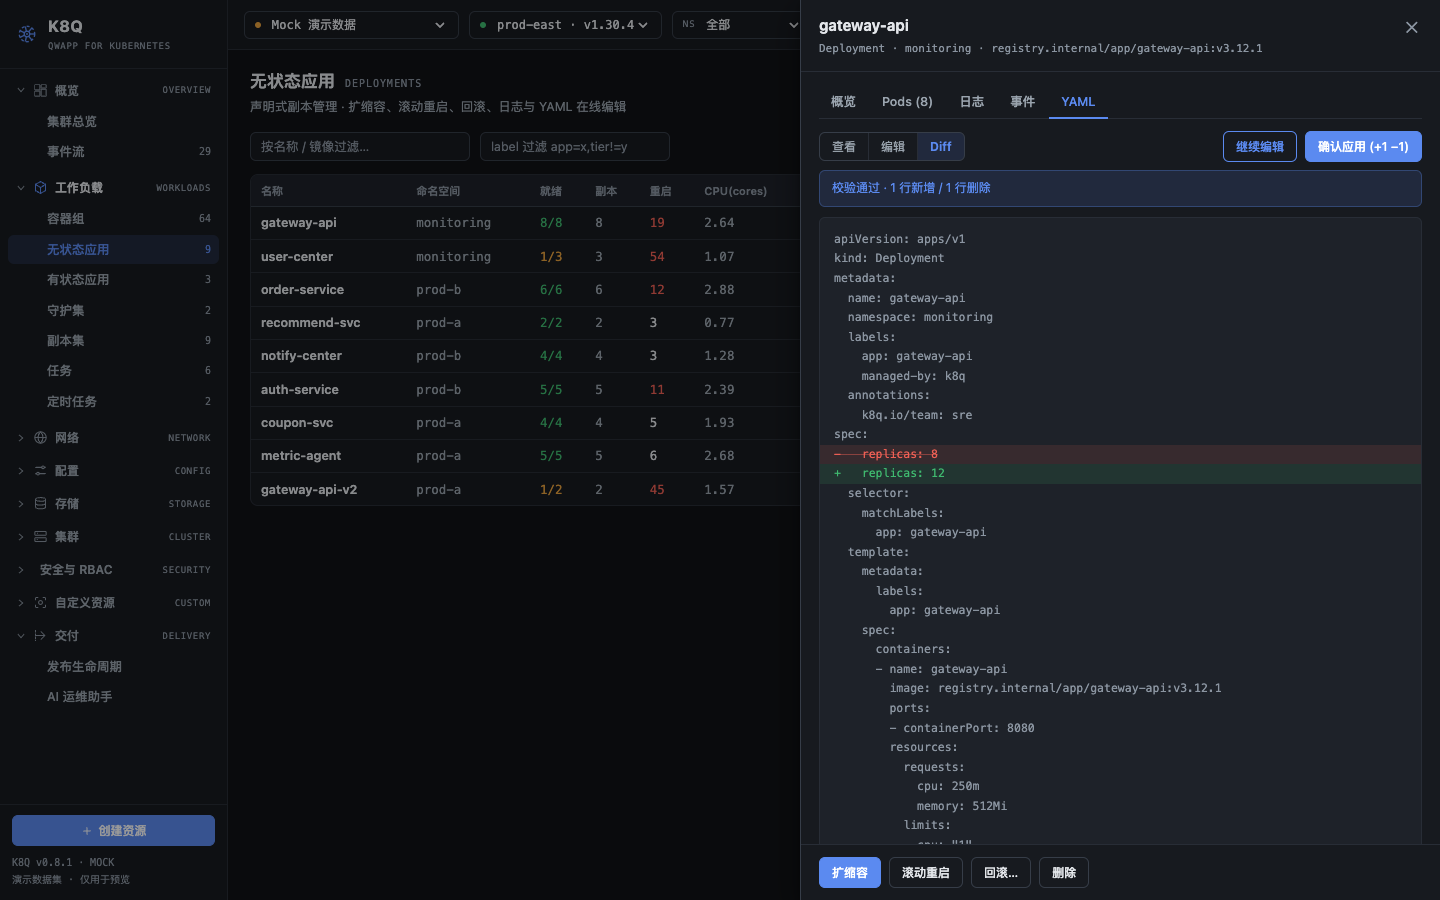 K8Q
QWAPP FOR KUBERNETES
概览 OVERVIEW
集群总览
事件流 29
工作负载 WORKLOADS
容器组 64
无状态应用 9
有状态应用 3
守护集 2
副本集 9
任务 6
定时任务 2
网络 NETWORK
配置 CONFIG
存储 STORAGE
集群 CLUSTER
安全与 RBAC SECURITY
自定义资源 CUSTOM
交付 DELIVERY
发布生命周期
AI 运维助手
+ 创建资源
K8Q v0.8.1 · MOCK
演示数据集 · 仅用于预览
Mock 演示数据
prod-east · v1.30.4
NS 全部
无状态应用 DEPLOYMENTS
声明式副本管理 · 扩缩容、滚动重启、回滚、日志与 YAML 在线编辑
按名称 / 镜像过滤...
label 过滤 app=x,tier!=y
名称 命名空间 就绪 副本 重启 CPU(cores)
gateway-api monitoring 8/8 8 19 2.64
user-center monitoring 1/3 3 54 1.07
order-service prod-b 6/6 6 12 2.88
recommend-svc prod-a 2/2 2 3 0.77
notify-center prod-b 4/4 4 3 1.28
auth-service prod-b 5/5 5 11 2.39
coupon-svc prod-a 4/4 4 5 1.93
metric-agent prod-a 5/5 5 6 2.68
gateway-api-v2 prod-a 1/2 2 45 1.57
gateway-api
Deployment · monitoring · registry.internal/app/gateway-api:v3.12.1
概览 Pods (8) 日志 事件 YAML
查看 编辑 Diff
继续编辑 确认应用 (+1 −1)
校验通过 · 1 行新增 / 1 行删除
apiVersion: apps/v1
kind: Deployment
metadata:
  name: gateway-api
  namespace: monitoring
  labels:
    app: gateway-api
    managed-by: k8q
  annotations:
    k8q.io/team: sre
spec:
−   replicas: 8
+   replicas: 12
  selector:
    matchLabels:
      app: gateway-api
  template:
    metadata:
      labels:
        app: gateway-api
    spec:
      containers:
      - name: gateway-api
        image: registry.internal/app/gateway-api:v3.12.1
        ports:
        - containerPort: 8080
        resources:
          requests:
            cpu: 250m
            memory: 512Mi
          limits:
            cpu: "1"
扩缩容 滚动重启 回滚... 删除